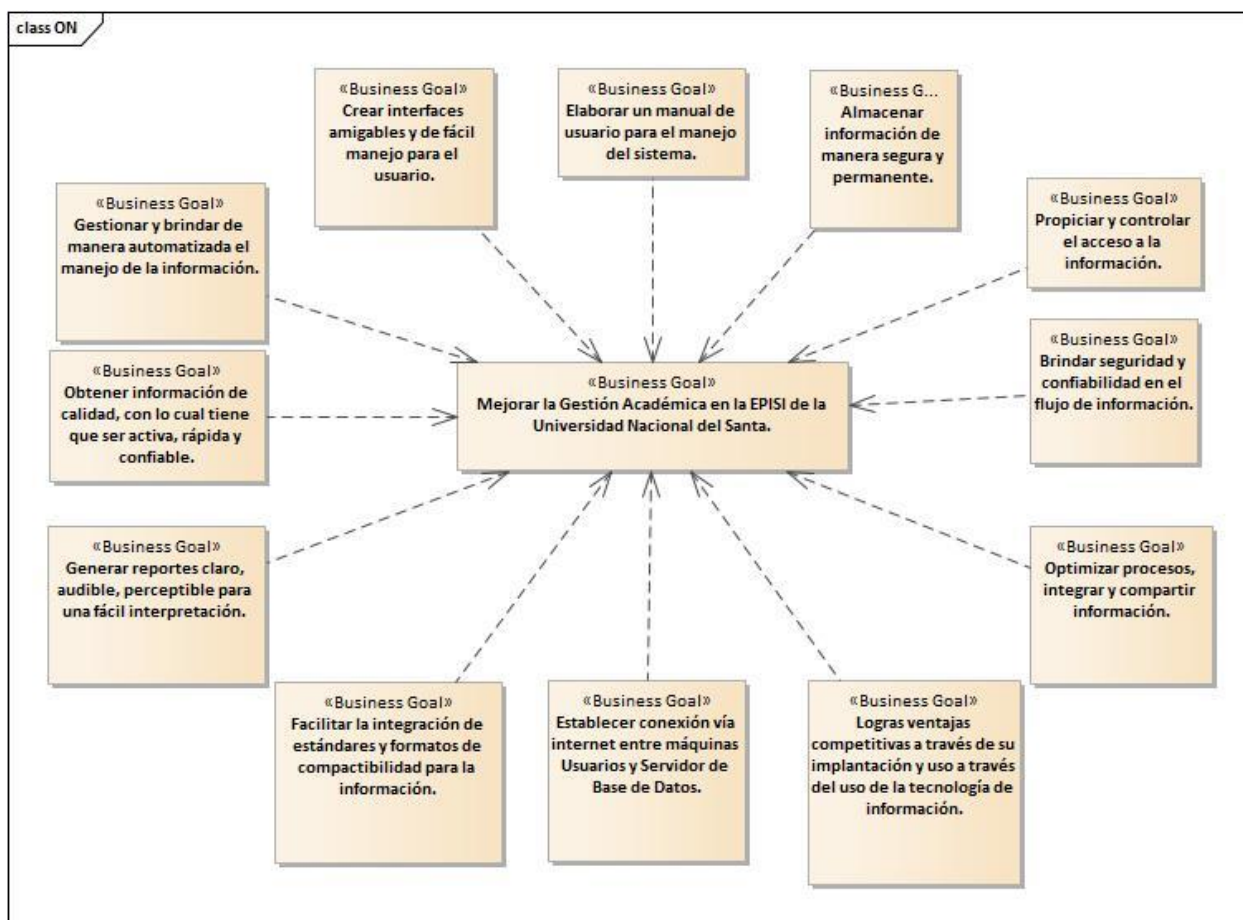 class ON
«Business Goal»
Crear interfaces
amigables y de fácil
manejo para el
usuario.
«Business Goal»
Elaborar un manual de
usuario para el manejo
del sistema.
«Business G...
Almacenar
información de
manera segura y
permanente.
«Business Goal»
Gestionar y brindar de
manera automatizada el
manejo de la información.
«Business Goal»
Propiciar y controlar
el acceso a la
información.
«Business Goal»
Obtener información de
calidad, con lo cual tiene
que ser activa, rápida y
confiable.
«Business Goal»
Mejorar la Gestión Académica en la EPISI de la
Universidad Nacional del Santa.
«Business Goal»
Brindar seguridad y
confiabilidad en el
flujo de información.
«Business Goal»
Generar reportes claro,
audible, perceptible para
una fácil interpretación.
«Business Goal»
Optimizar procesos,
integrar y compartir
información.
«Business Goal»
Facilitar la integración de
estándares y formatos de
compactibilidad para la
información.
«Business Goal»
Establecer conexión vía
internet entre máquinas
Usuarios y Servidor de
Base de Datos.
«Business Goal»
Logras ventajas
competitivas a través de su
implantación y uso a través
del uso de la tecnología de
información.